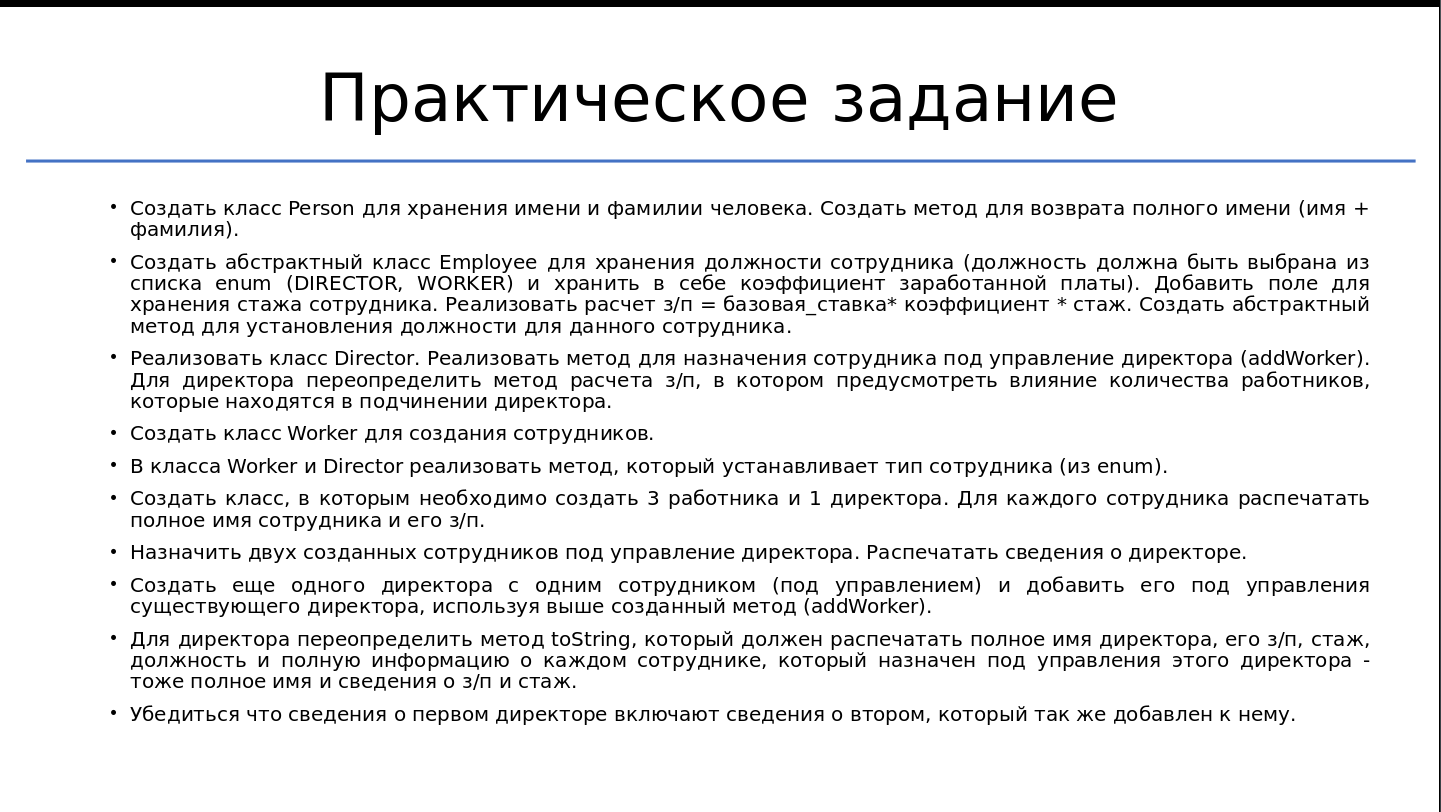 Практическое задание
• Создать класс Person для хранения имени и фамилии человека. Создать метод для возврата полного имени (имя +
фамилия).
• Создать абстрактный класс Employee для хранения должности сотрудника (должность должна быть выбрана из
списка enum (DIRECTOR, WORKER) и хранить в себе коэффициент заработанной платы). Добавить поле для
хранения стажа сотрудника. Реализовать расчет з/п = базовая_ставка* коэффициент * стаж. Создать абстрактный
метод для установления должности для данного сотрудника.
• Реализовать класс Director. Реализовать метод для назначения сотрудника под управление директора (addWorker).
Для директора переопределить метод расчета з/п, в котором предусмотреть влияние количества работников,
которые находятся в подчинении директора.
• Создать класс Worker для создания сотрудников.
• В класса Worker и Director реализовать метод, который устанавливает тип сотрудника (из enum).
• Создать класс, в которым необходимо создать 3 работника и 1 директора. Для каждого сотрудника распечатать
полное имя сотрудника и его з/п.
• Назначить двух созданных сотрудников под управление директора. Распечатать сведения о директоре.
• Создать еще одного директора с одним сотрудником (под управлением) и добавить его под управления
существующего директора, используя выше созданный метод (addWorker).
• Для директора переопределить метод toString, который должен распечатать полное имя директора, его з/п, стаж,
должность и полную информацию о каждом сотруднике, который назначен под управления этого директора -
тоже полное имя и сведения о з/п и стаж.
• Убедиться что сведения о первом директоре включают сведения о втором, который так же добавлен к нему.